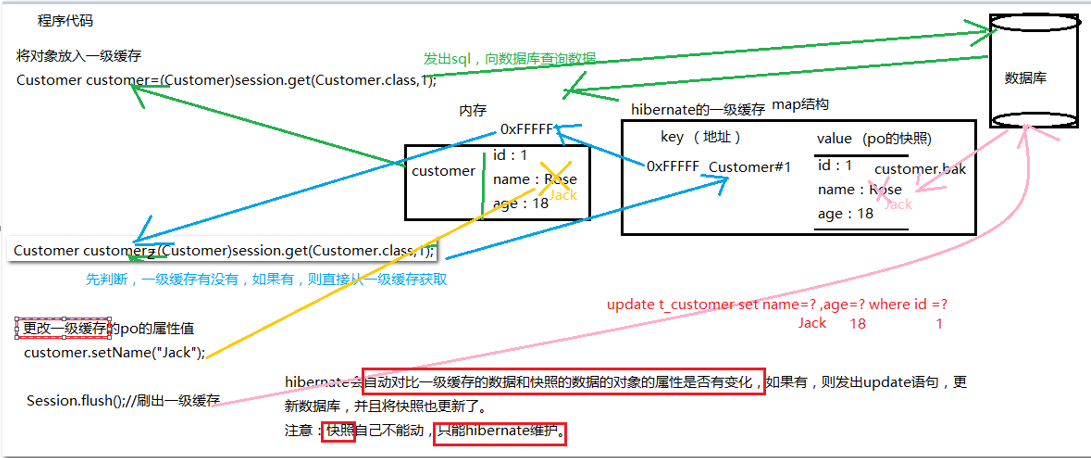 程序代码
将对象放入一级缓存
发出sql，向数据库查询数据
Customer customer=(Customer)session.get(Customer.class,1);
数据库
内存
hibernate的一级缓存 map结构
0xFFFFF
key （ 地址 ）
value （po的快照）
customer
id：1
name：Rose
Jack
age：18
0xFFFFF Customer#1
id：1
customer.bak
name：Rose
Jack
age：18
Customer customer2=(Customer)session.get(Customer.class,1);
先判断，一级缓存有没有，如果有，则直接从一级缓存获取
update t_customer set name=? ,age=? where id =?
Jack 18 1
更改一级缓存的po的属性值
customer.setName("Jack");
hibernate会自动对比一级缓存的数据和快照的数据的对象的属性是否有变化，如果有，则发出update语句，更
新数据库，并且将快照也更新了。
Session.flush();//刷出一级缓存
注意：快照自己不能动，只能hibernate维护。